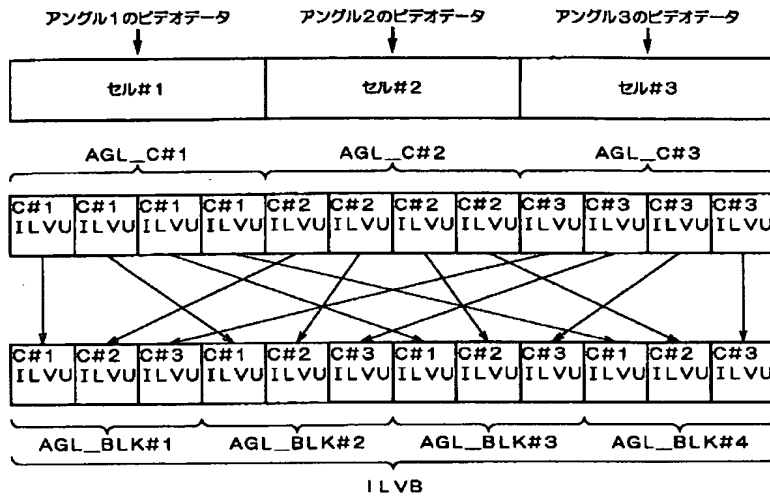 アングル1のビデオデータ アングル2のビデオデータ アングル3のビデオデータ
セル#1 セル#2 セル#3
AGL_C#1 AGL_C#2 AGL_C#3
C#1 C#1 C#1 C#1 C#2 C#2 C#2 C#2 C#3 C#3 C#3 C#3
ILVU ILVU ILVU ILVU ILVU ILVU ILVU ILVU ILVU ILVU ILVU ILVU
C#1 C#2 C#3 C#1 C#2 C#3 C#1 C#2 C#3 C#1 C#2 C#3
ILVU ILVU ILVU ILVU ILVU ILVU ILVU ILVU ILVU ILVU ILVU ILVU
AGL_BLK#1 AGL_BLK#2 AGL_BLK#3 AGL_BLK#4
ILVB